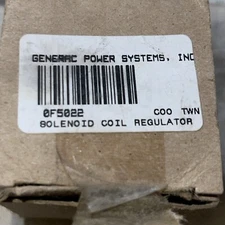 GENERAC POWER SYSTEMS, INC
0F5022 COO TWN
SOLENOID COIL REGULATOR